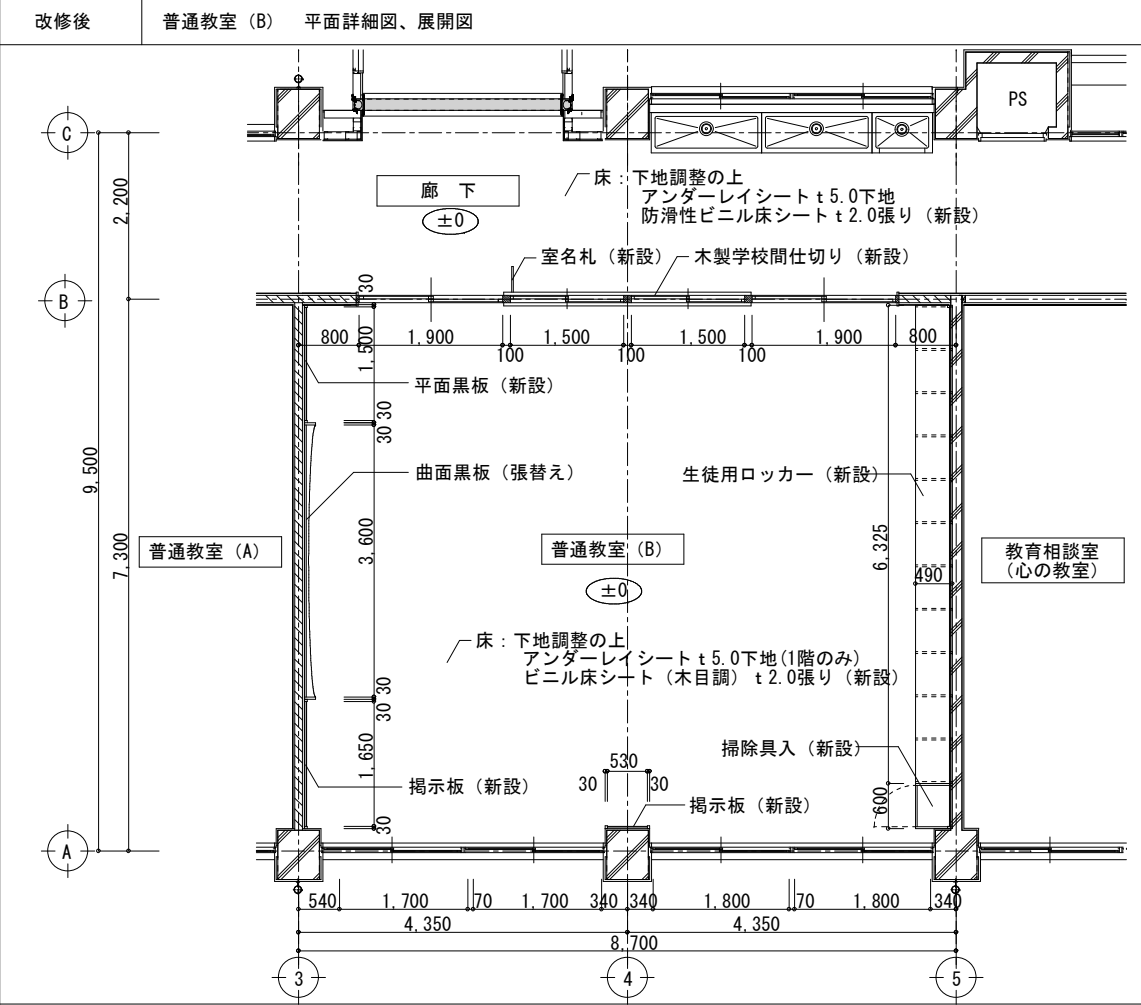 改修後
普通教室（B） 平面詳細図、展開図
PS
C
廊 下
±0
床：下地調整の上
アンダーレイシートｔ5.0下地
防滑性ビニル床シートｔ2.0張り（新設）
2,200
室名札（新設）
木製学校間仕切り（新設）
B
30
800
1,900
100
1,500
100
1,500
100
1,900
800
1,500
平面黒板（新設）
30
30
9,500
曲面黒板（張替え）
生徒用ロッカー（新設）
7,300
3,600
6,325
普通教室（A）
普通教室（B）
±0
490
教育相談室
（心の教室）
床：下地調整の上
アンダーレイシートｔ5.0下地(1階のみ)
ビニル床シート（木目調）ｔ2.0張り（新設）
30
30
1,650
掃除具入（新設）
530
30
30
掲示板（新設）
掲示板（新設）
600
30
A
540
1,700
70
1,700
340
340
1,800
70
1,800
340
4,350
4,350
8,700
3
4
5